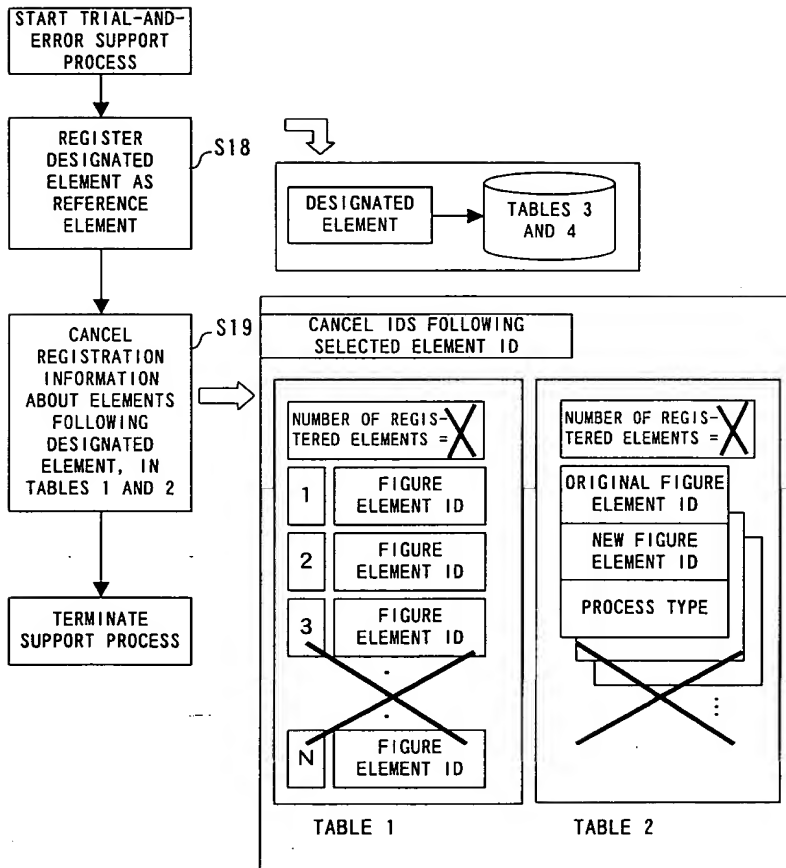 START TRIAL-AND-
ERROR SUPPORT
PROCESS
REGISTER
DESIGNATED
ELEMENT AS
REFERENCE
ELEMENT
S18
DESIGNATED
ELEMENT
TABLES 3
AND 4
CANCEL
REGISTRATION
INFORMATION
ABOUT ELEMENTS
FOLLOWING
DESIGNATED
ELEMENT, IN
TABLES 1 AND 2
S19
TERMINATE
SUPPORT PROCESS
CANCEL IDS FOLLOWING
SELECTED ELEMENT ID
NUMBER OF REGIS-
TERED ELEMENTS =
1
FIGURE
ELEMENT ID
2
FIGURE
ELEMENT ID
3
FIGURE
ELEMENT ID
N
FIGURE
ELEMENT ID
TABLE 1
NUMBER OF REGIS-
TERED ELEMENTS =
ORIGINAL FIGURE
ELEMENT ID
NEW FIGURE
ELEMENT ID
PROCESS TYPE
TABLE 2